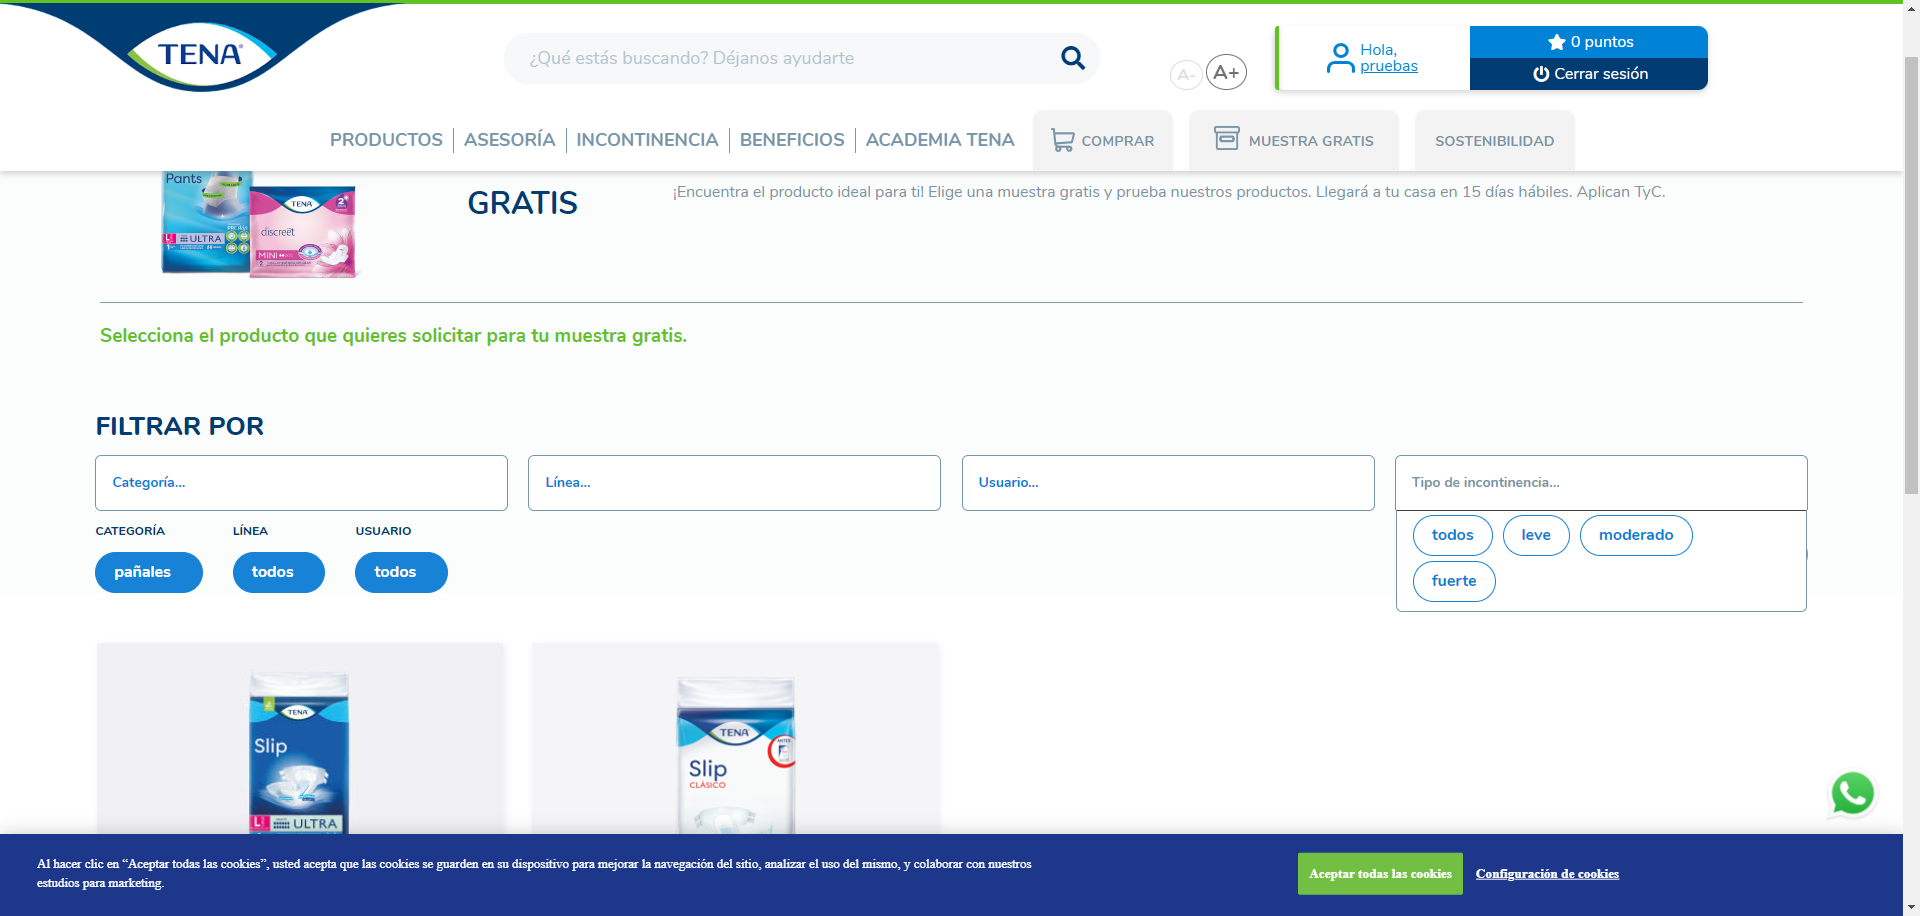 TENA
¿Qué estás buscando? Déjanos ayudarte
A-
A+
Hola,
pruebas
0 puntos
Cerrar sesión
PRODUCTOS
ASESORÍA
INCONTINENCIA
BENEFICIOS
ACADEMIA TENA
COMPRAR
MUESTRA GRATIS
SOSTENIBILIDAD
Pants
ULTRA
TENA
discreet
MINI
GRATIS
¡Encuentra el producto ideal para ti! Elige una muestra gratis y prueba nuestros productos. Llegará a tu casa en 15 días hábiles. Aplican TyC.
Selecciona el producto que quieres solicitar para tu muestra gratis.
FILTRAR POR
Categoría...
Línea...
Usuario...
Tipo de incontinencia...
CATEGORÍA
LÍNEA
USUARIO
pañales
todos
todos
todos
leve
moderado
fuerte
TENA
Slip
L
ULTRA
TENA
Slip
CLÁSICO
Al hacer clic en “Aceptar todas las cookies”, usted acepta que las cookies se guarden en su dispositivo para mejorar la navegación del sitio, analizar el uso del mismo, y colaborar con nuestros
estudios para marketing.
Aceptar todas las cookies
Configuración de cookies